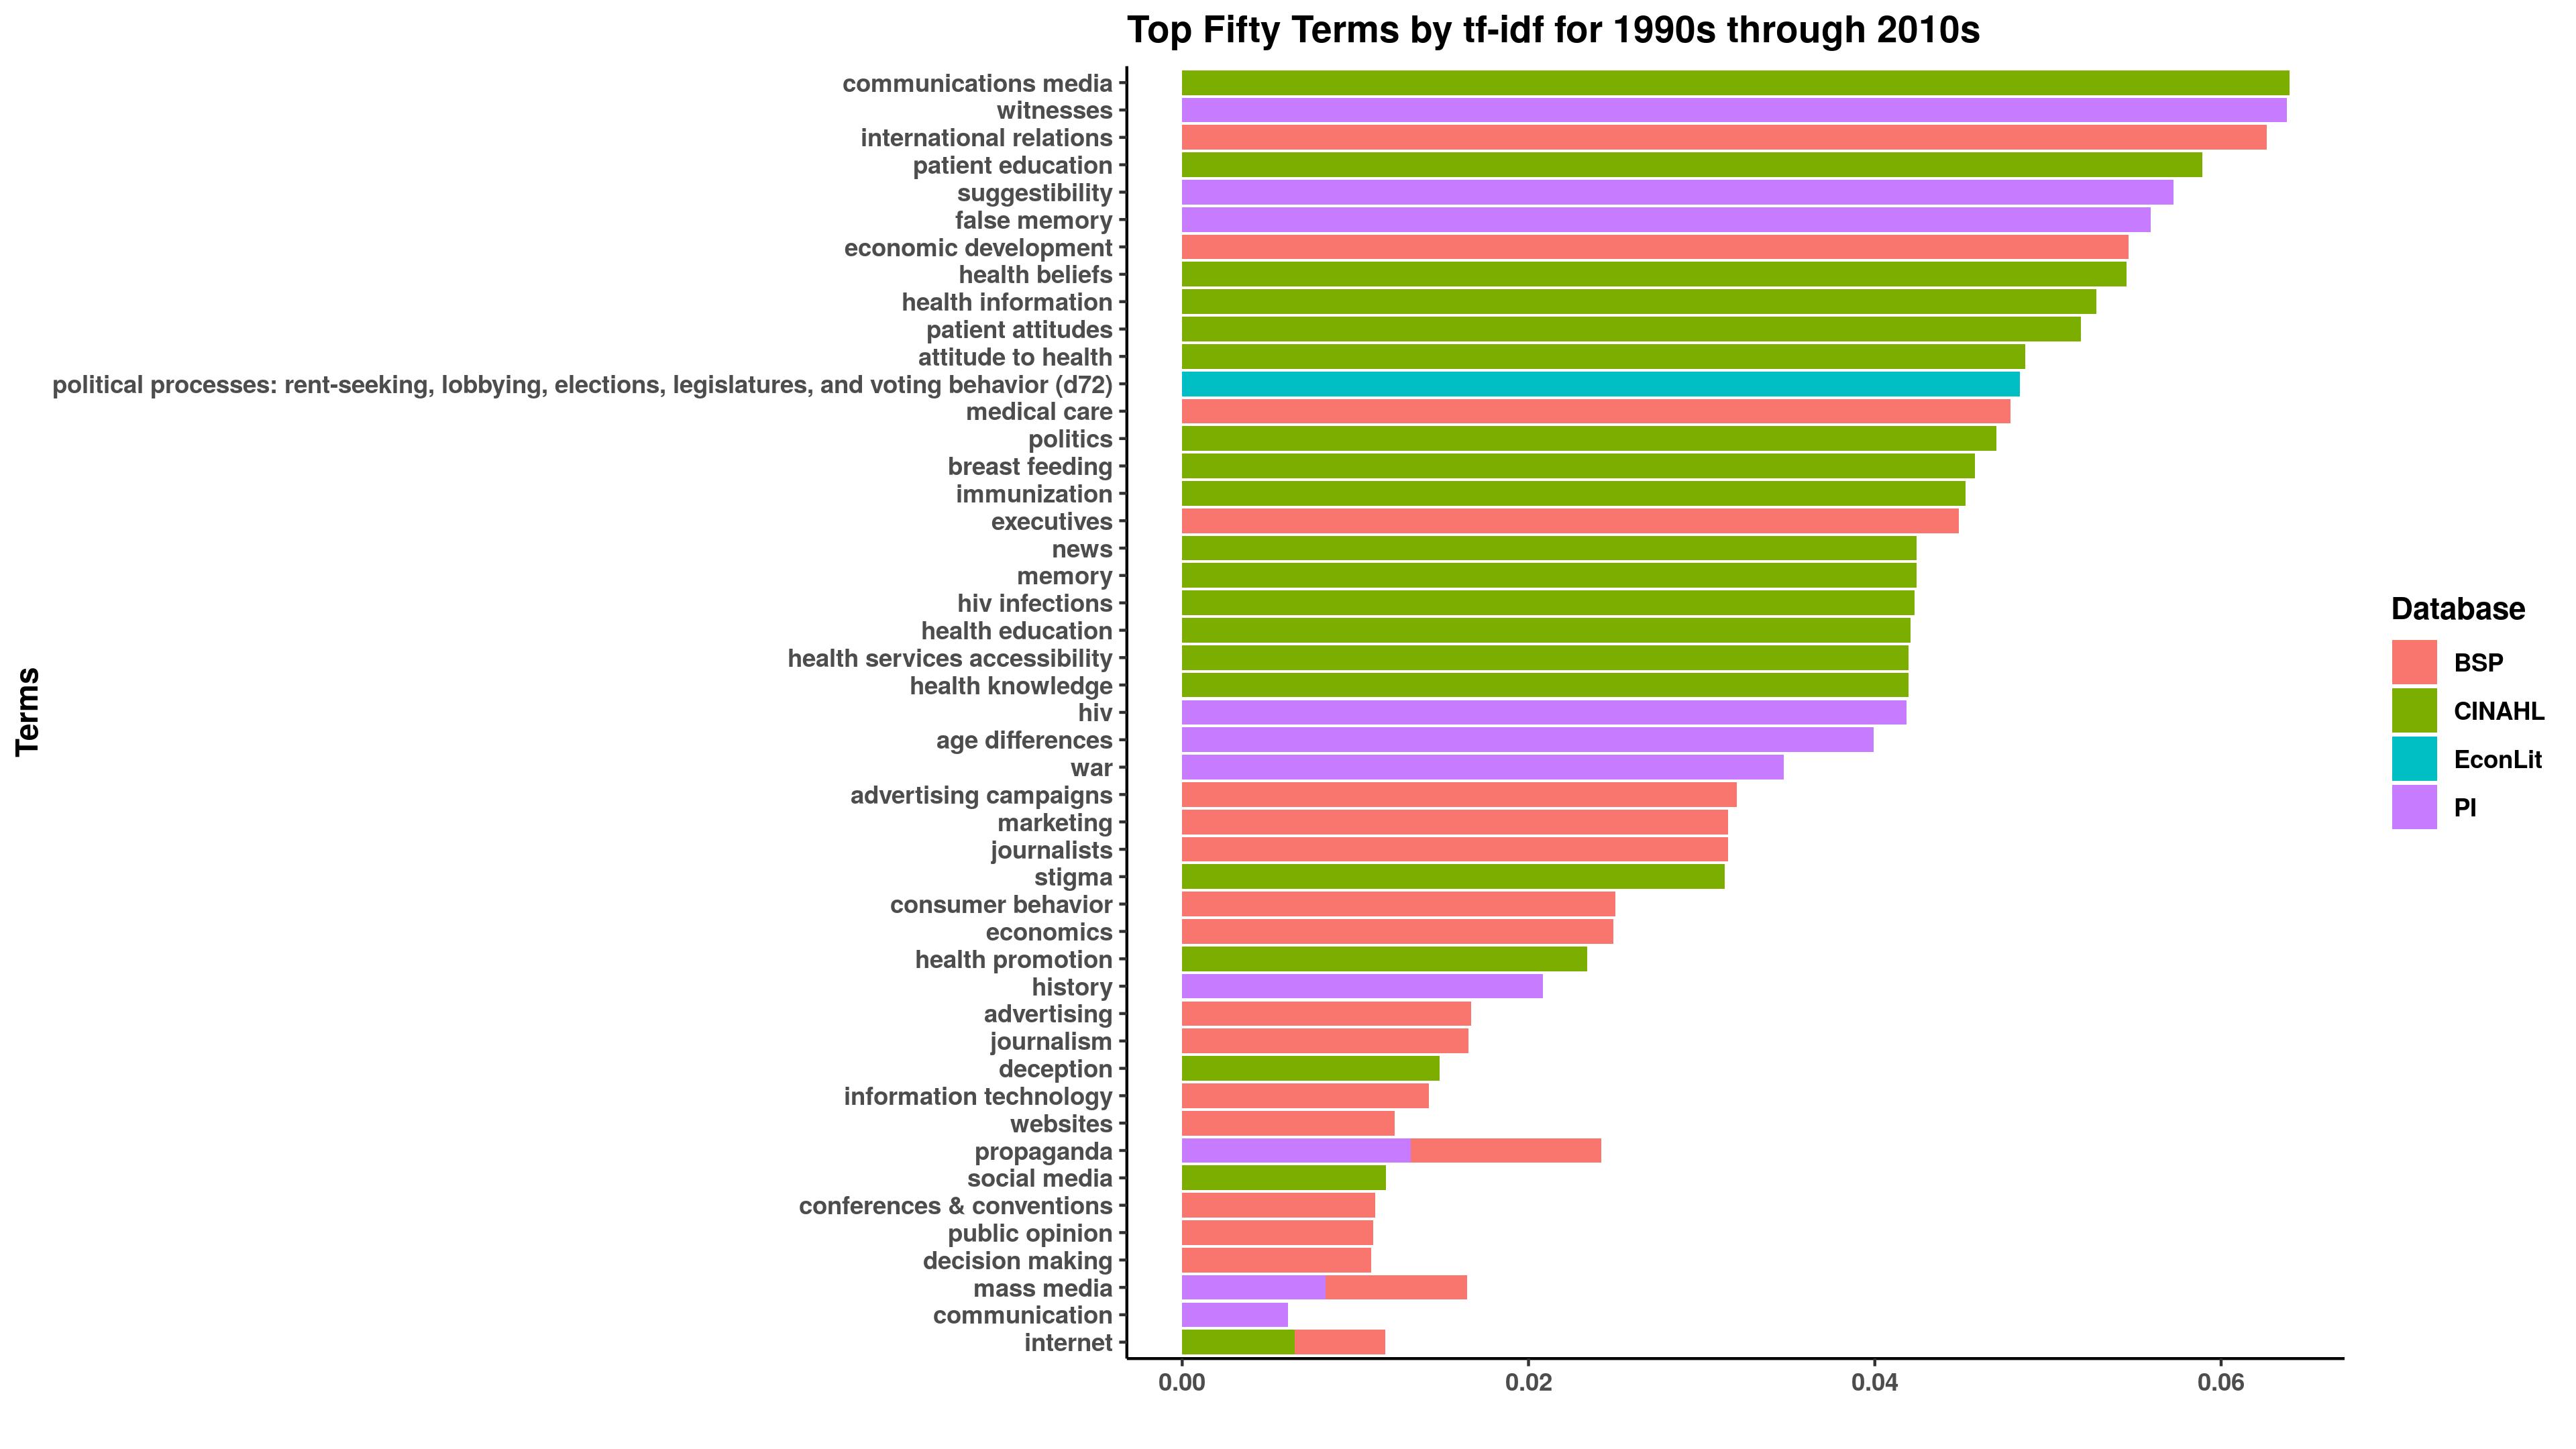 Top Fifty Terms by tf-idf for 1990s through 2010s
communications media
witnesses
international relations
patient education
suggestibility
false memory
economic development
health beliefs
health information
patient attitudes
attitude to health
political processes: rent-seeking, lobbying, elections, legislatures, and voting behavior (d72)
medical care
politics
breast feeding
immunization
executives
news
memory
hiv infections
health education
health services accessibility
health knowledge
hiv
age differences
war
advertising campaigns
marketing
journalists
stigma
consumer behavior
economics
health promotion
history
advertising
journalism
deception
information technology
websites
propaganda
social media
conferences & conventions
public opinion
decision making
mass media
communication
internet
Terms
0.00 0.02 0.04 0.06
Database
BSP
CINAHL
EconLit
PI